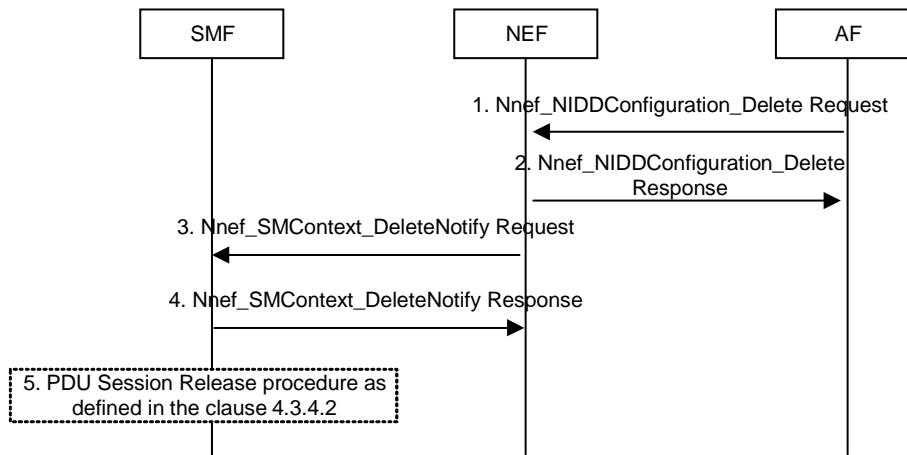 SMF
NEF
AF
1. Nnef_NIDDConfiguration_Delete Request
2. Nnef_NIDDConfiguration_Delete
Response
3. Nnef_SMContext_DeleteNotify Request
4. Nnef_SMContext_DeleteNotify Response
5. PDU Session Release procedure as
defined in the clause 4.3.4.2